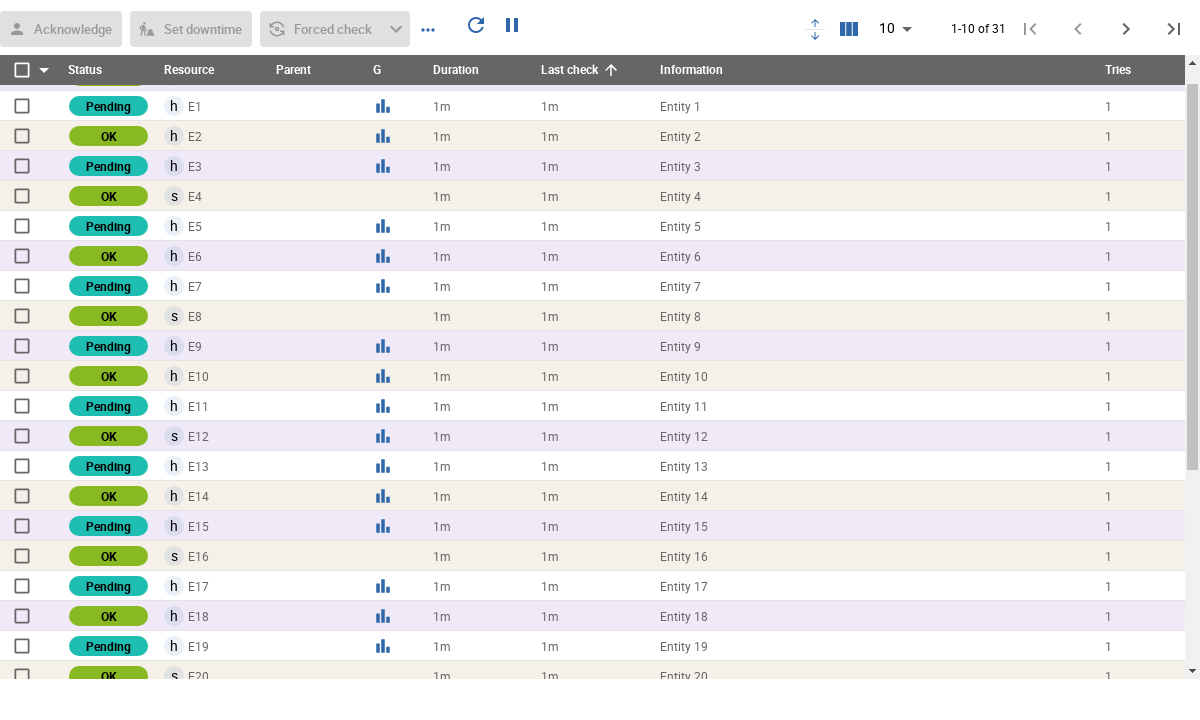 Acknowledge Set downtime Forced check 10 1-10 of 31
Status Resource Parent G Duration Last check Information Tries
Pending h E1 1m 1m Entity 1 1
OK h E2 1m 1m Entity 2 1
Pending h E3 1m 1m Entity 3 1
OK s E4 1m 1m Entity 4 1
Pending h E5 1m 1m Entity 5 1
OK h E6 1m 1m Entity 6 1
Pending h E7 1m 1m Entity 7 1
OK s E8 1m 1m Entity 8 1
Pending h E9 1m 1m Entity 9 1
OK h E10 1m 1m Entity 10 1
Pending h E11 1m 1m Entity 11 1
OK s E12 1m 1m Entity 12 1
Pending h E13 1m 1m Entity 13 1
OK h E14 1m 1m Entity 14 1
Pending h E15 1m 1m Entity 15 1
OK s E16 1m 1m Entity 16 1
Pending h E17 1m 1m Entity 17 1
OK h E18 1m 1m Entity 18 1
Pending h E19 1m 1m Entity 19 1
OK s E20 1m 1m Entity 20 1